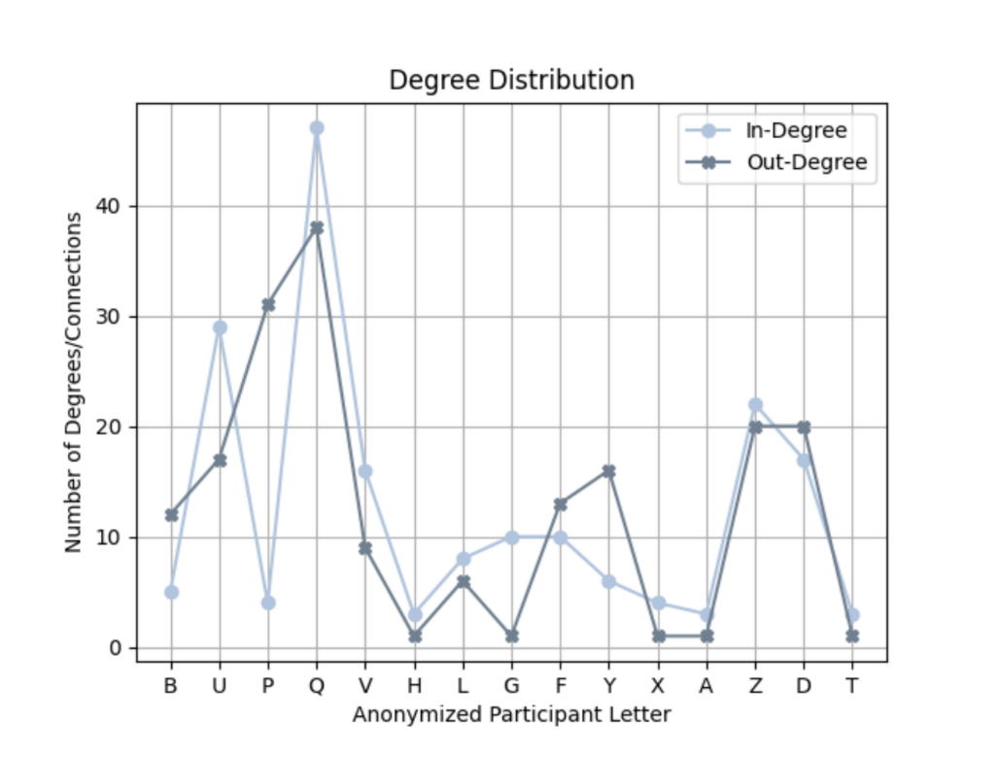 Degree Distribution
In-Degree
Out-Degree
Number of Degrees/Connections
40
30
20
10
0
B U P Q V H L G F Y X A Z D T
Anonymized Participant Letter